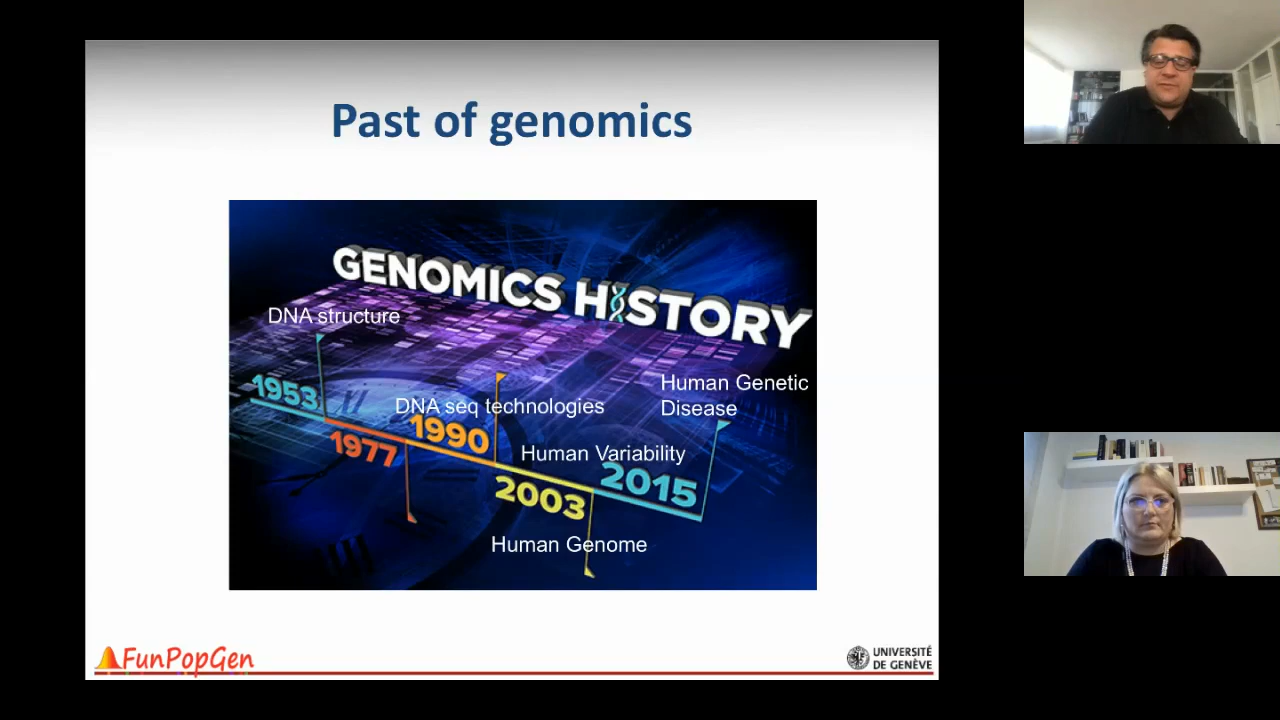 Past of genomics
GENOMICS HISTORY
DNA structure
1953
1977
DNA seq technologies
1990
Human Variability
2003
Human Genome
Human Genetic
Disease
2015
FunPopGen
UNIVERSITÉ
DE GENÈVE